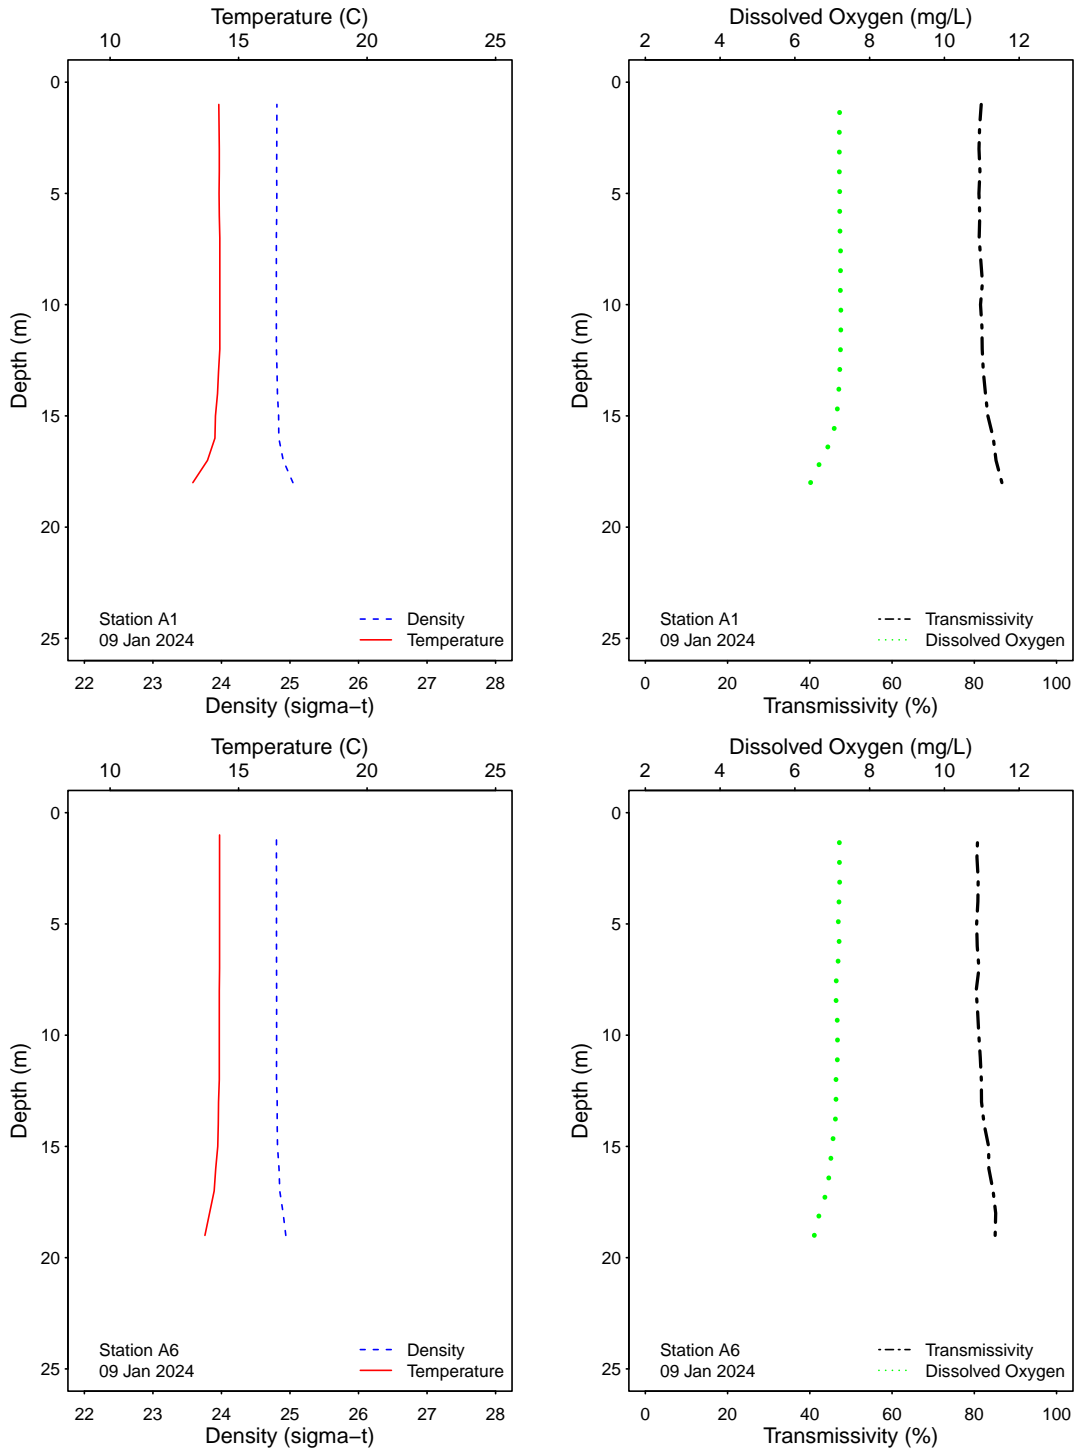 Temperature (C)
10 15 20 25
0
5
10
15
20
25
Depth (m)
Station A1
09 Jan 2024
Density
Temperature
22 23 24 25 26 27 28
Density (sigma−t)
Dissolved Oxygen (mg/L)
2 4 6 8 10 12
0
5
10
15
20
25
Depth (m)
Station A1
09 Jan 2024
Transmissivity
Dissolved Oxygen
0 20 40 60 80 100
Transmissivity (%)
Temperature (C)
10 15 20 25
0
5
10
15
20
25
Depth (m)
Station A6
09 Jan 2024
Density
Temperature
22 23 24 25 26 27 28
Density (sigma−t)
Dissolved Oxygen (mg/L)
2 4 6 8 10 12
0
5
10
15
20
25
Depth (m)
Station A6
09 Jan 2024
Transmissivity
Dissolved Oxygen
0 20 40 60 80 100
Transmissivity (%)